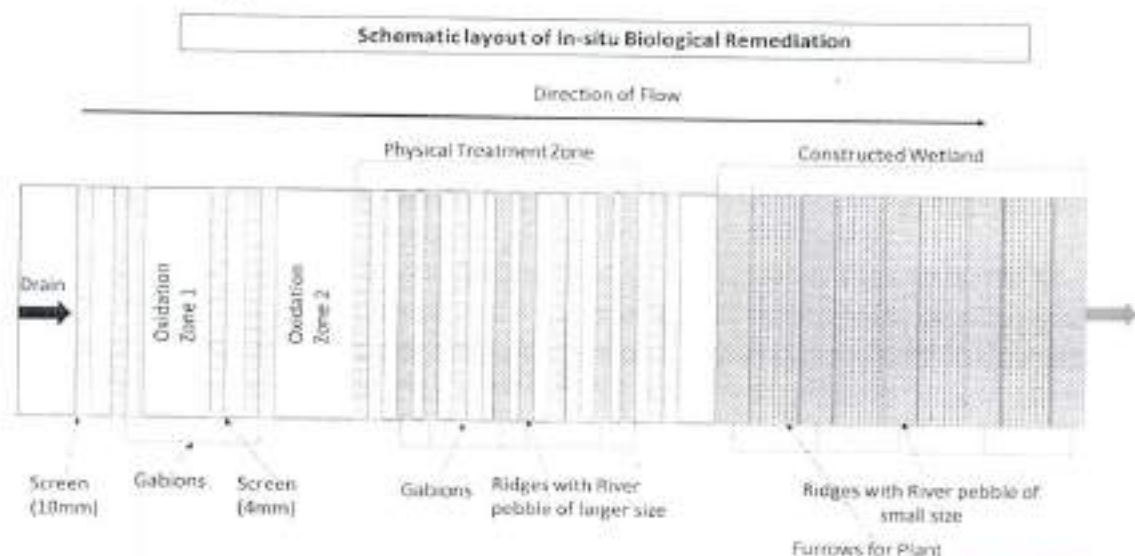 Schematic layout of In-situ Biological Remediation
Direction of Flow
Physical Treatment Zone
Constructed Wetland
Drain
Oxidation
Zone 1
Oxidation
Zone 2
Screen
(10mm)
Gabions
Screen
(4mm)
Gabions
Ridges with River
pebble of larger size
Ridges with River pebble of
small size
Furrows for Plant